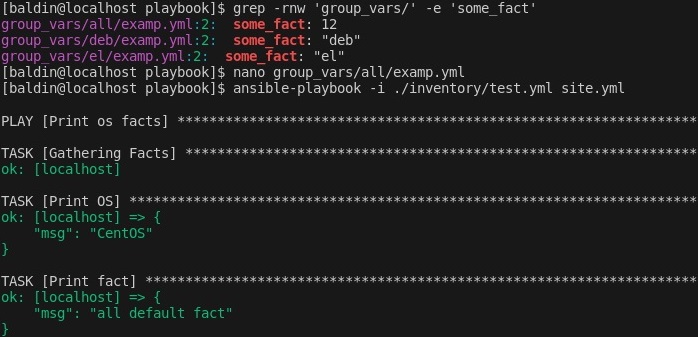 [baldin@localhost playbook]$ grep -rnw 'group_vars/' -e 'some_fact'
group_vars/all/examp.yml:2:  some_fact: 12
group_vars/deb/examp.yml:2:  some_fact: "deb"
group_vars/el/examp.yml:2:  some_fact: "el"
[baldin@localhost playbook]$ nano group_vars/all/examp.yml
[baldin@localhost playbook]$ ansible-playbook -i ./inventory/test.yml site.yml
PLAY [Print os facts] *****************************************************************
TASK [Gathering Facts] ****************************************************************
ok: [localhost]
TASK [Print OS] ***********************************************************************
ok: [localhost] => {
    "msg": "CentOS"
}
TASK [Print fact] *********************************************************************
ok: [localhost] => {
    "msg": "all default fact"
}